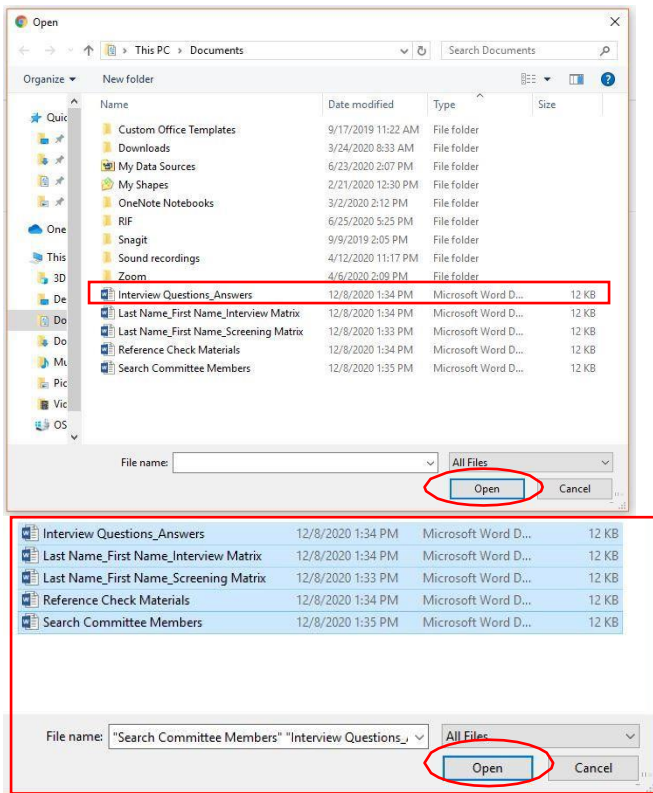 Open
This PC > Documents
Search Documents
Organize
New folder
Name Date modified Type Size
Quic
One
This
3D
De
Do
Do
Mu
Pic
Vic
OS
Custom Office Templates 9/17/2019 11:22 AM File folder
Downloads 3/24/2020 8:33 AM File folder
My Data Sources 6/23/2020 2:07 PM File folder
My Shapes 2/21/2020 12:30 PM File folder
OneNote Notebooks 3/2/2020 2:12 PM File folder
RIF 6/25/2020 5:25 PM File folder
Snagit 9/9/2019 2:05 PM File folder
Sound recordings 4/12/2020 11:17 PM File folder
Zoom 4/6/2020 2:09 PM File folder
Interview Questions_Answers 12/8/2020 1:34 PM Microsoft Word D... 12 KB
Last Name_First Name_Interview Matrix 12/8/2020 1:34 PM Microsoft Word D... 12 KB
Last Name_First Name_Screening Matrix 12/8/2020 1:33 PM Microsoft Word D... 12 KB
Reference Check Materials 12/8/2020 1:34 PM Microsoft Word D... 12 KB
Search Committee Members 12/8/2020 1:35 PM Microsoft Word D... 12 KB
File name: All Files
Open Cancel
Interview Questions_Answers 12/8/2020 1:34 PM Microsoft Word D... 12 KB
Last Name_First Name_Interview Matrix 12/8/2020 1:34 PM Microsoft Word D... 12 KB
Last Name_First Name_Screening Matrix 12/8/2020 1:33 PM Microsoft Word D... 12 KB
Reference Check Materials 12/8/2020 1:34 PM Microsoft Word D... 12 KB
Search Committee Members 12/8/2020 1:35 PM Microsoft Word D... 12 KB
File name: "Search Committee Members" "Interview Questions_ All Files
Open Cancel